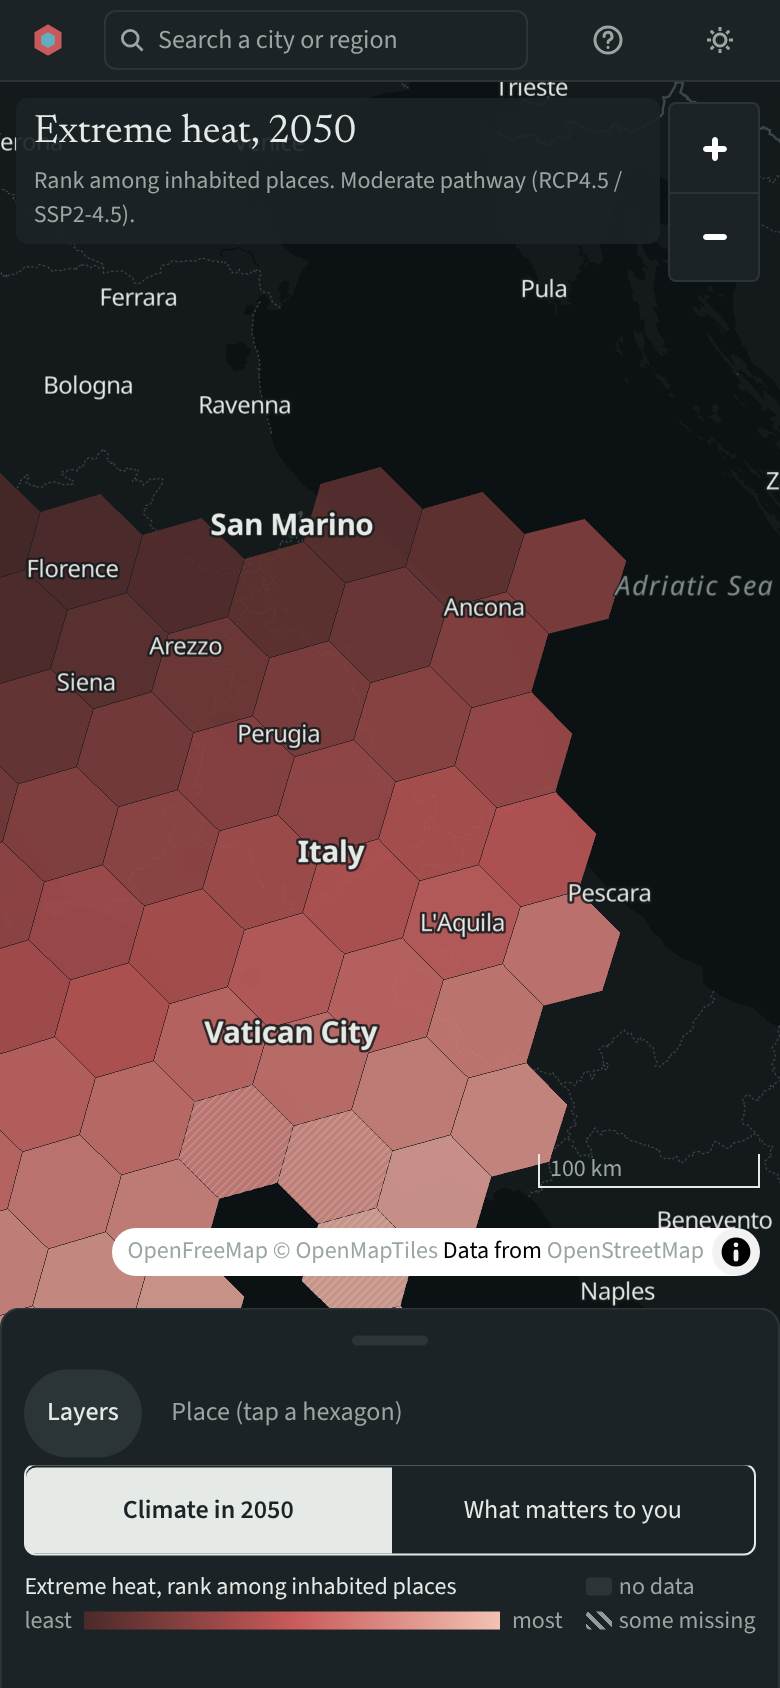 Search a city or region
Trieste
Extreme heat, 2050
Rank among inhabited places. Moderate pathway (RCP4.5 /
SSP2-4.5).
Venice
Pula
Ferrara
Bologna
Ravenna
San Marino
Florence
Adriatic Sea
Ancona
Arezzo
Siena
Perugia
Italy
Pescara
L'Aquila
Vatican City
100 km
Benevento
OpenFreeMap © OpenMapTiles Data from OpenStreetMap
Naples
Layers
Place (tap a hexagon)
Climate in 2050
What matters to you
Extreme heat, rank among inhabited places
no data
least
most
some missing